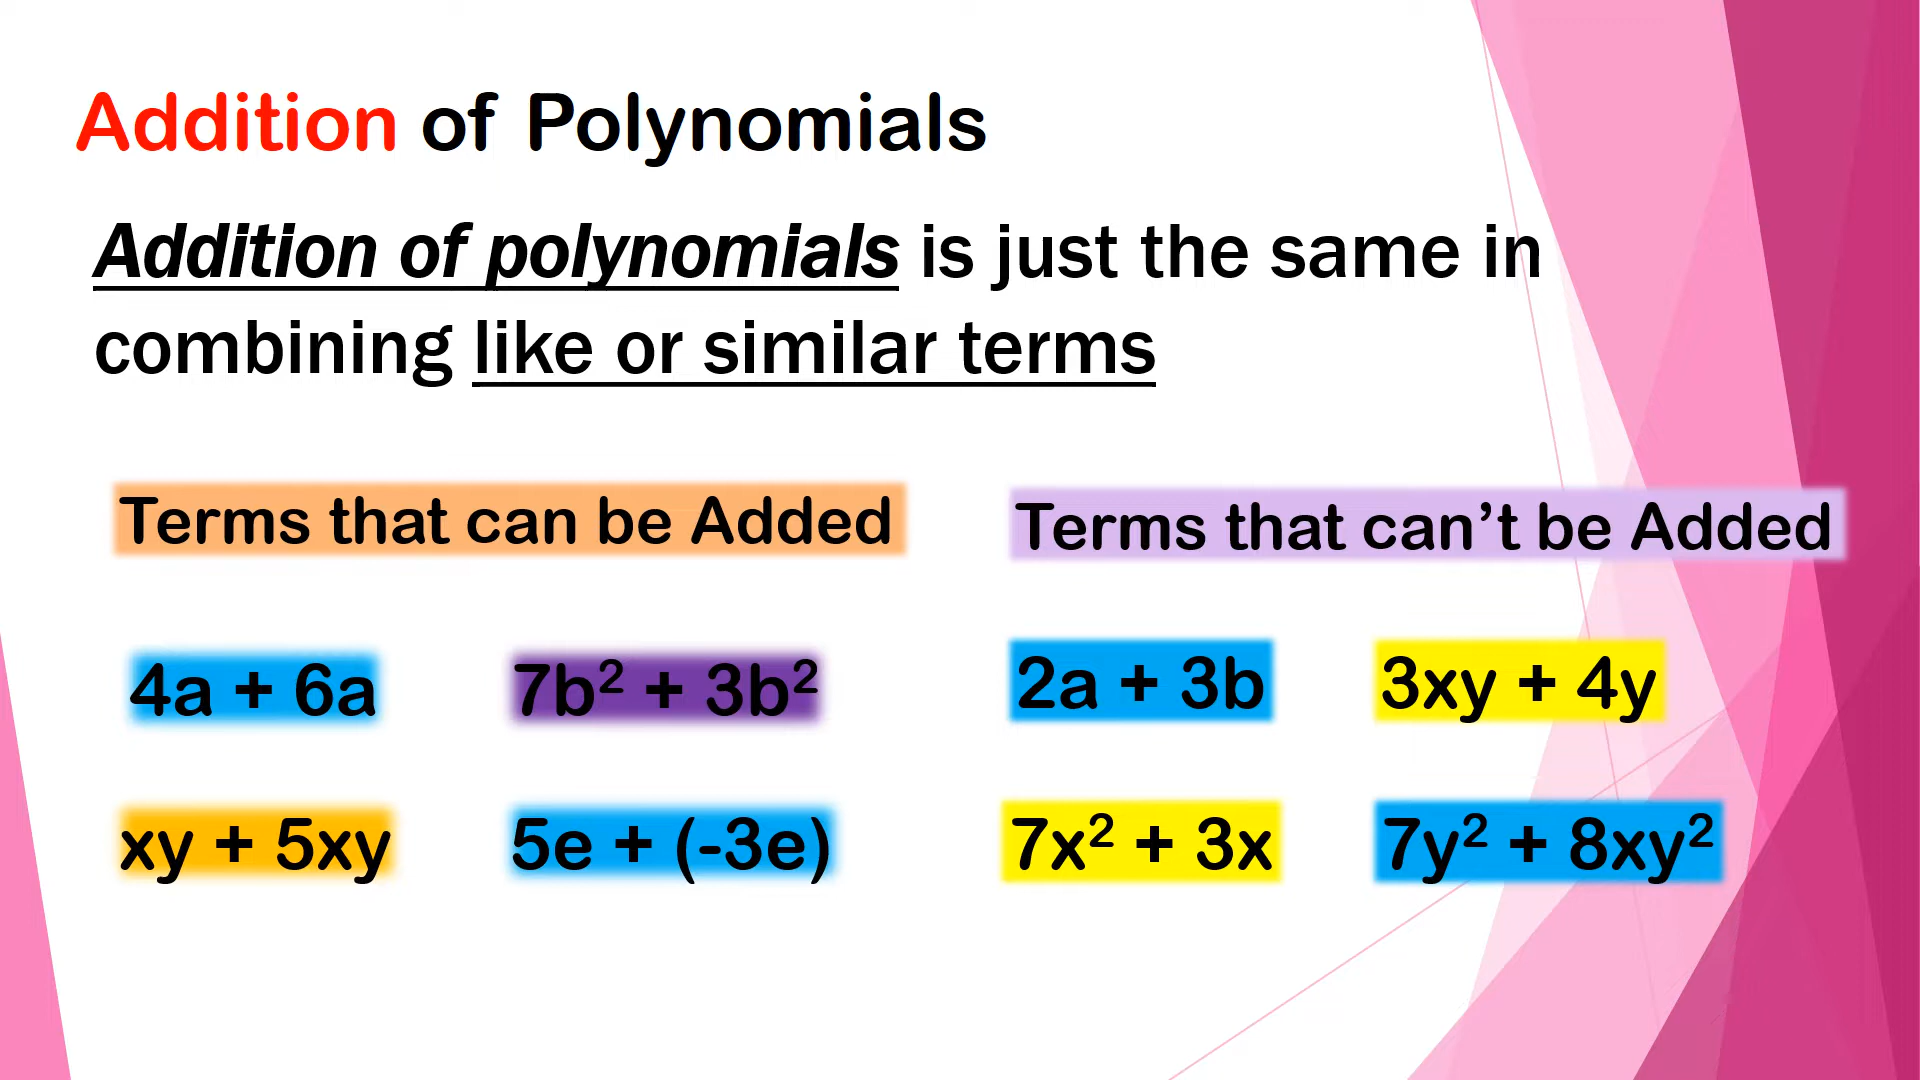 Addition of Polynomials
Addition of polynomials is just the same in
combining like or similar terms
Terms that can be Added
4a + 6a
7b² + 3b²
xy + 5xy
5e + (-3e)
Terms that can’t be Added
2a + 3b
3xy + 4y
7x² + 3x
7y² + 8xy²